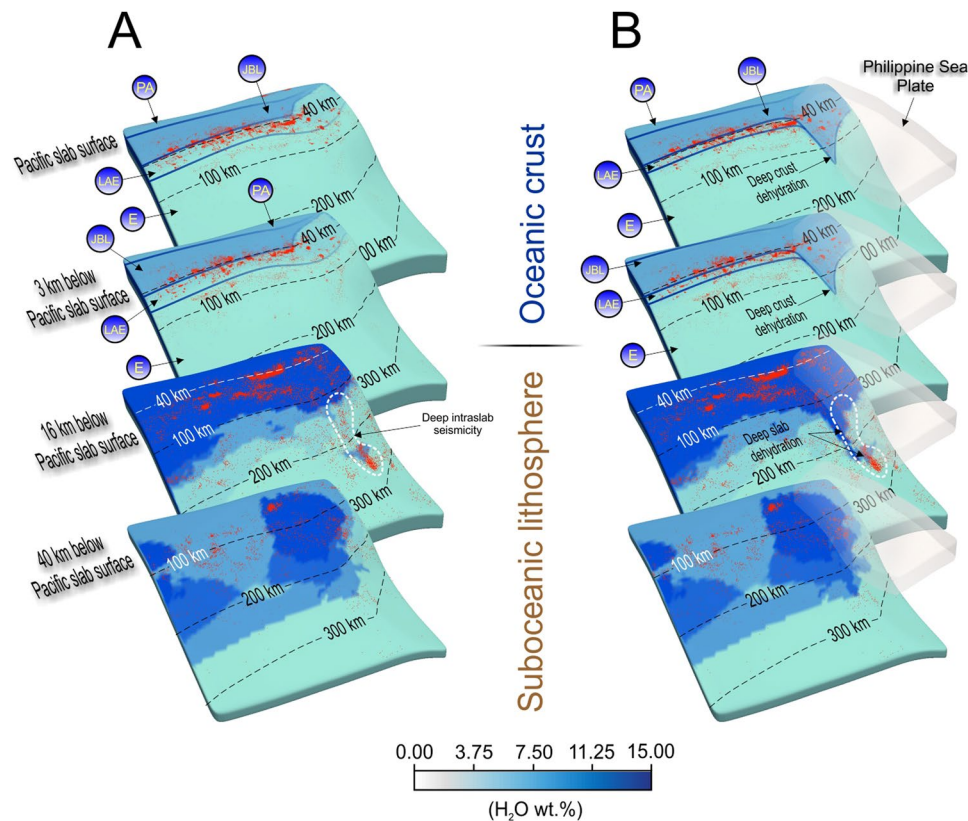 A
B
PA
JBL
40 km
Pacific slab surface
LAE
100 km
E
200 km
PA
JBL
40 km
3 km below
Pacific slab surface
LAE
100 km
00 km
E
200 km
300 km
40 km
16 km below
Pacific slab surface
100 km
Deep intraslab
seismicity
200 km
300 km
40 km below
Pacific slab surface
100 km
200 km
300 km
Oceanic crust
Suboceanic lithosphere
Philippine Sea
Plate
PA
JBL
40 km
LAE
100 km
Deep crust
dehydration
E
200 km
JBL
40 km
00 km
LAE
100 km
Deep crust
dehydration
E
200 km
300 km
40 km
100 km
Deep slab
dehydration
200 km
300 km
100 km
200 km
300 km
0.00 3.75 7.50 11.25 15.00
(H₂O wt.%)